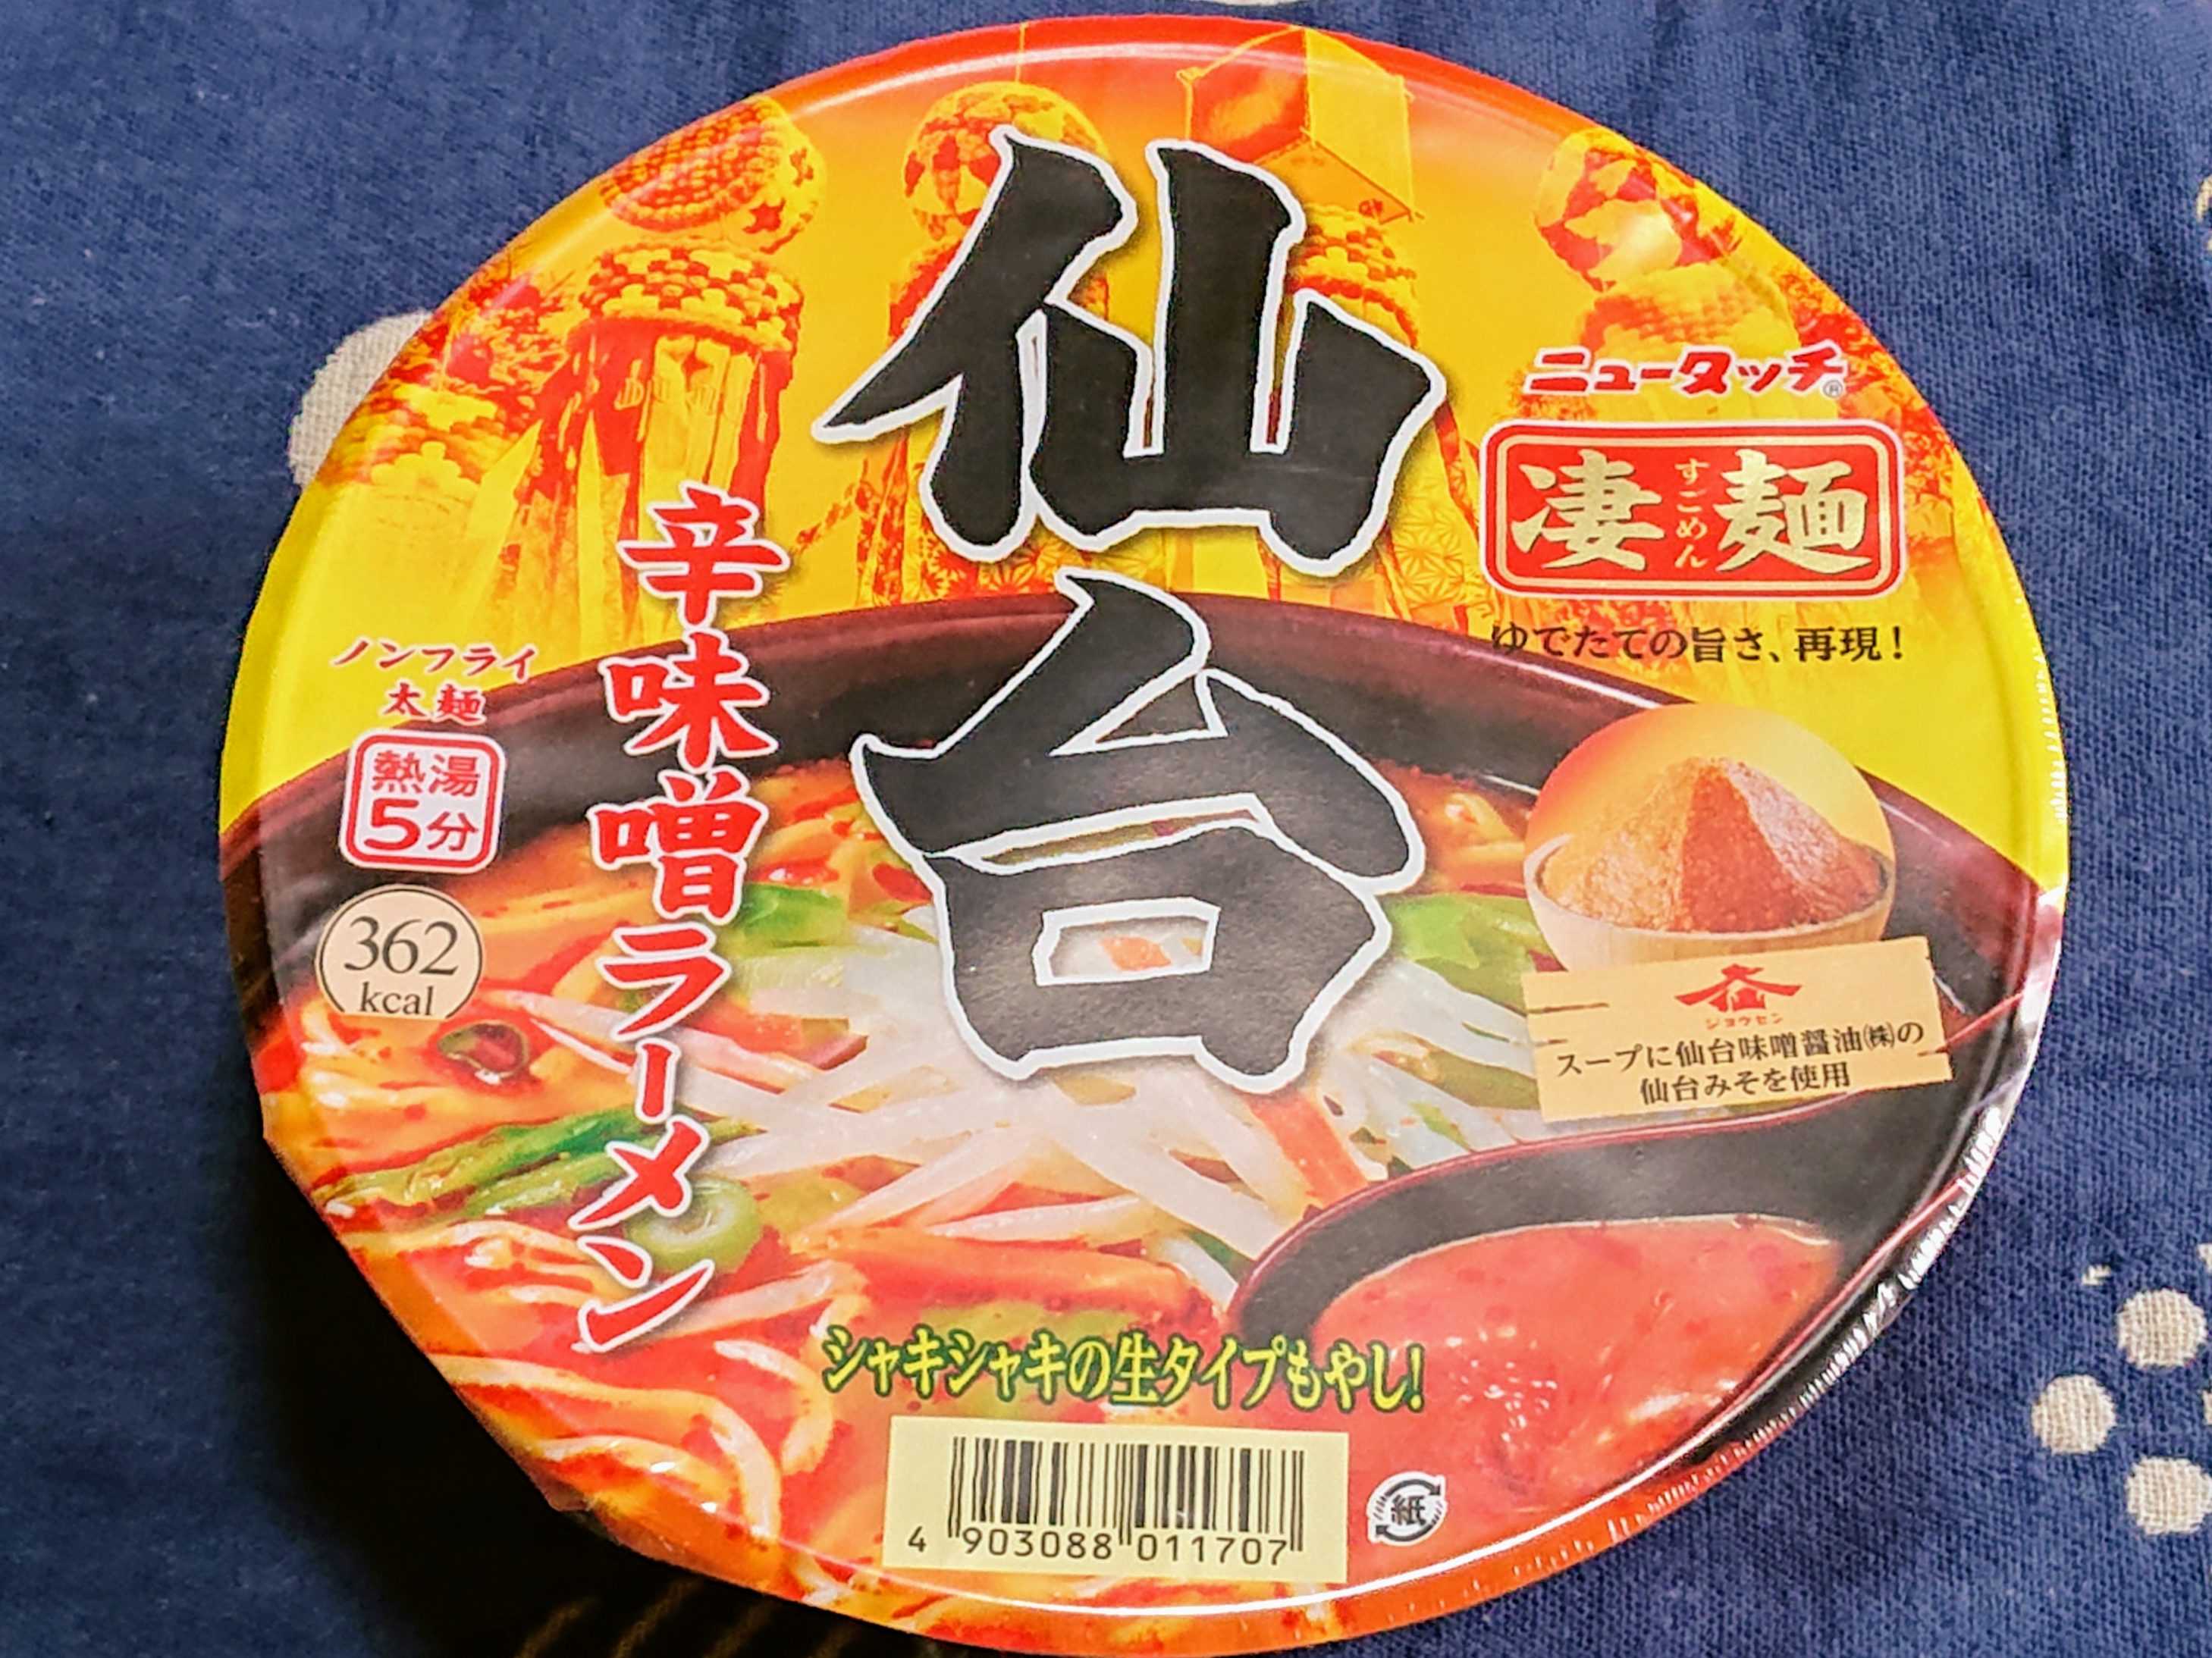 仙台
辛味噌ラーメン
ニュータッチ®
凄麺
すごめん
ゆでたての旨さ、再現!
ノンフライ
太麺
熱湯
5分
362
kcal
仙
ジョウセン
スープに仙台味噌醤油㈱の
仙台みそを使用
シャキシャキの生タイプもやし!
4 903088 011707
紙